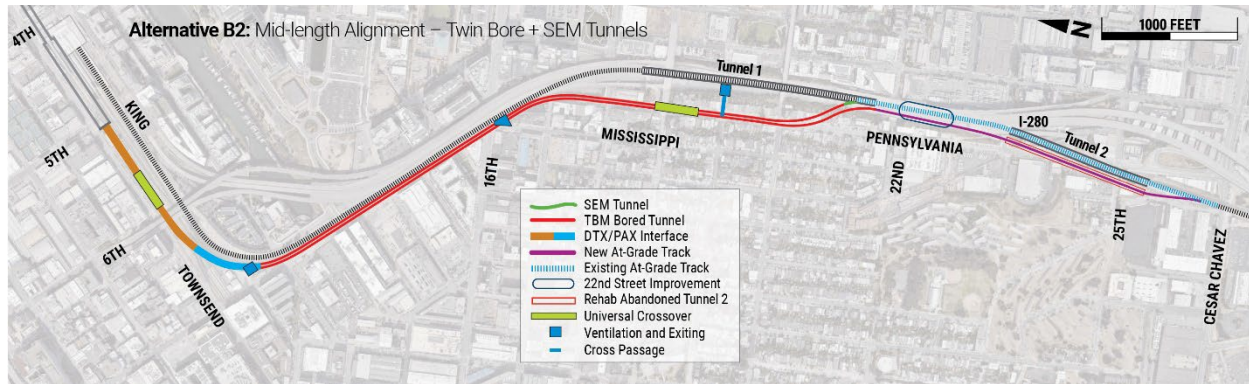 Alternative B2: Mid-length Alignment – Twin Bore + SEM Tunnels
N
1000 FEET
4TH
KING
5TH
6TH
TOWNSEND
16TH
Tunnel 1
MISSISSIPPI
PENNSYLVANIA
22ND
I-280
Tunnel 2
25TH
CESAR CHAVEZ
SEM Tunnel
TBM Bored Tunnel
DTX/PAX Interface
New At-Grade Track
Existing At-Grade Track
22nd Street Improvement
Rehab Abandoned Tunnel 2
Universal Crossover
Ventilation and Exiting
Cross Passage